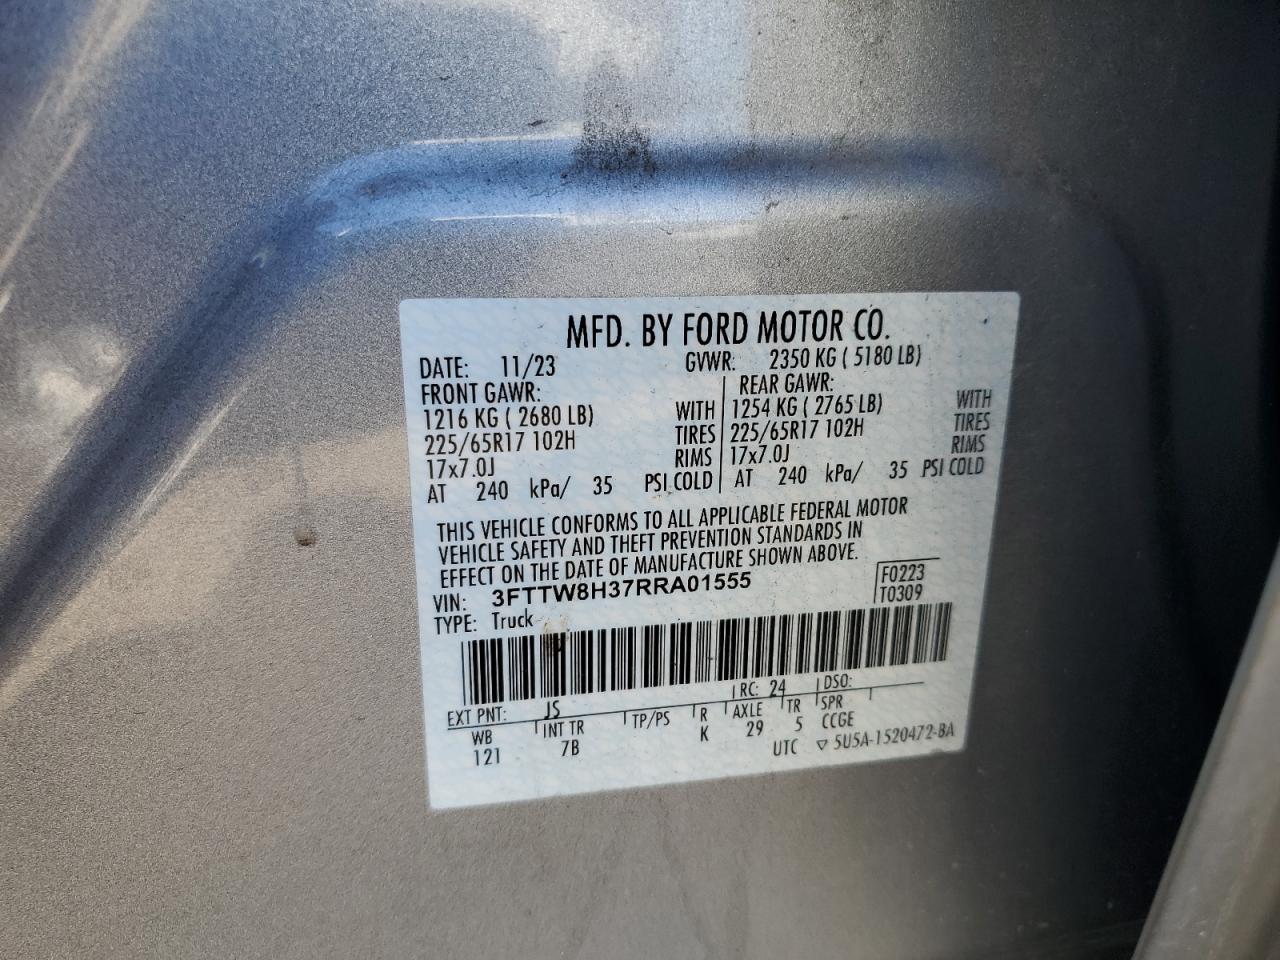 MFD. BY FORD MOTOR CO.
DATE: 11/23 GVWR: 2350 KG ( 5180 LB)
FRONT GAWR: REAR GAWR:
1216 KG ( 2680 LB) WITH 1254 KG ( 2765 LB) WITH
225/65R17 102H TIRES 225/65R17 102H TIRES
17x7.0J RIMS 17x7.0J RIMS
AT 240 kPa/ 35 PSI COLD AT 240 kPa/ 35 PSI COLD
THIS VEHICLE CONFORMS TO ALL APPLICABLE FEDERAL MOTOR
VEHICLE SAFETY AND THEFT PREVENTION STANDARDS IN
EFFECT ON THE DATE OF MANUFACTURE SHOWN ABOVE.
VIN: 3FTTW8H37RRA01555 F0223
TYPE: Truck T0309
EXT PNT: JS RC: 24 DSO:
WB INT TR TP/PS R AXLE TR SPR
121 7B K 29 5 CCGE
UTC ▽ 5U5A-1520472-BA